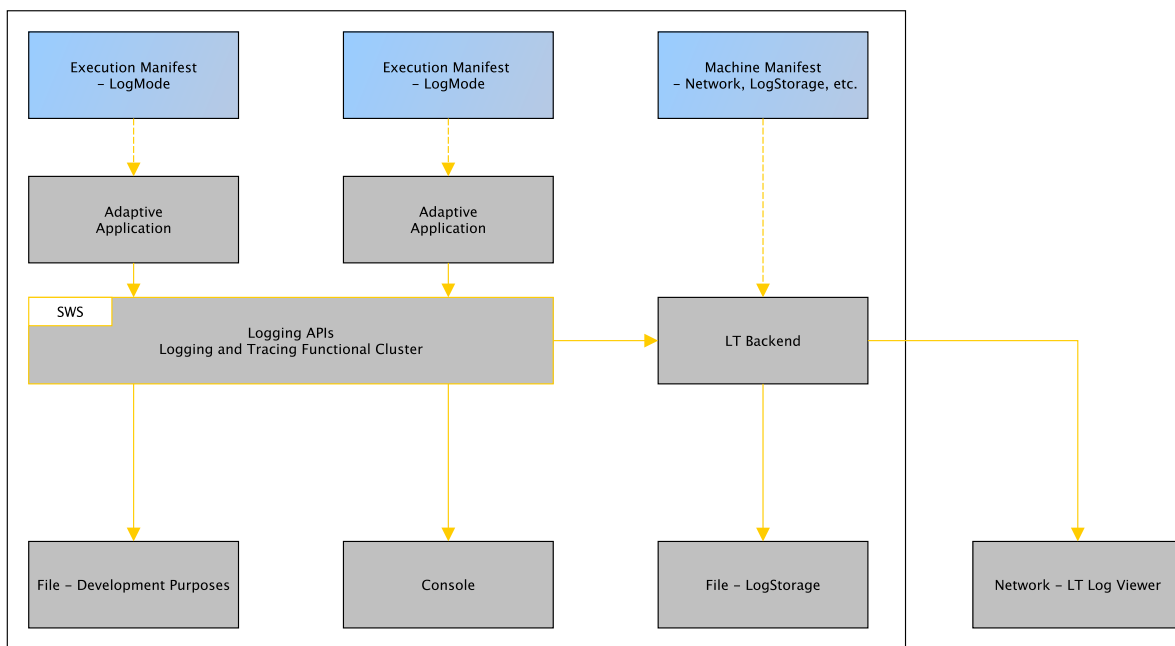 Execution Manifest
– LogMode
Execution Manifest
– LogMode
Machine Manifest
– Network, LogStorage, etc.
Adaptive
Application
Adaptive
Application
SWS
Logging APIs
Logging and Tracing Functional Cluster
LT Backend
File – Development Purposes
Console
File – LogStorage
Network – LT Log Viewer